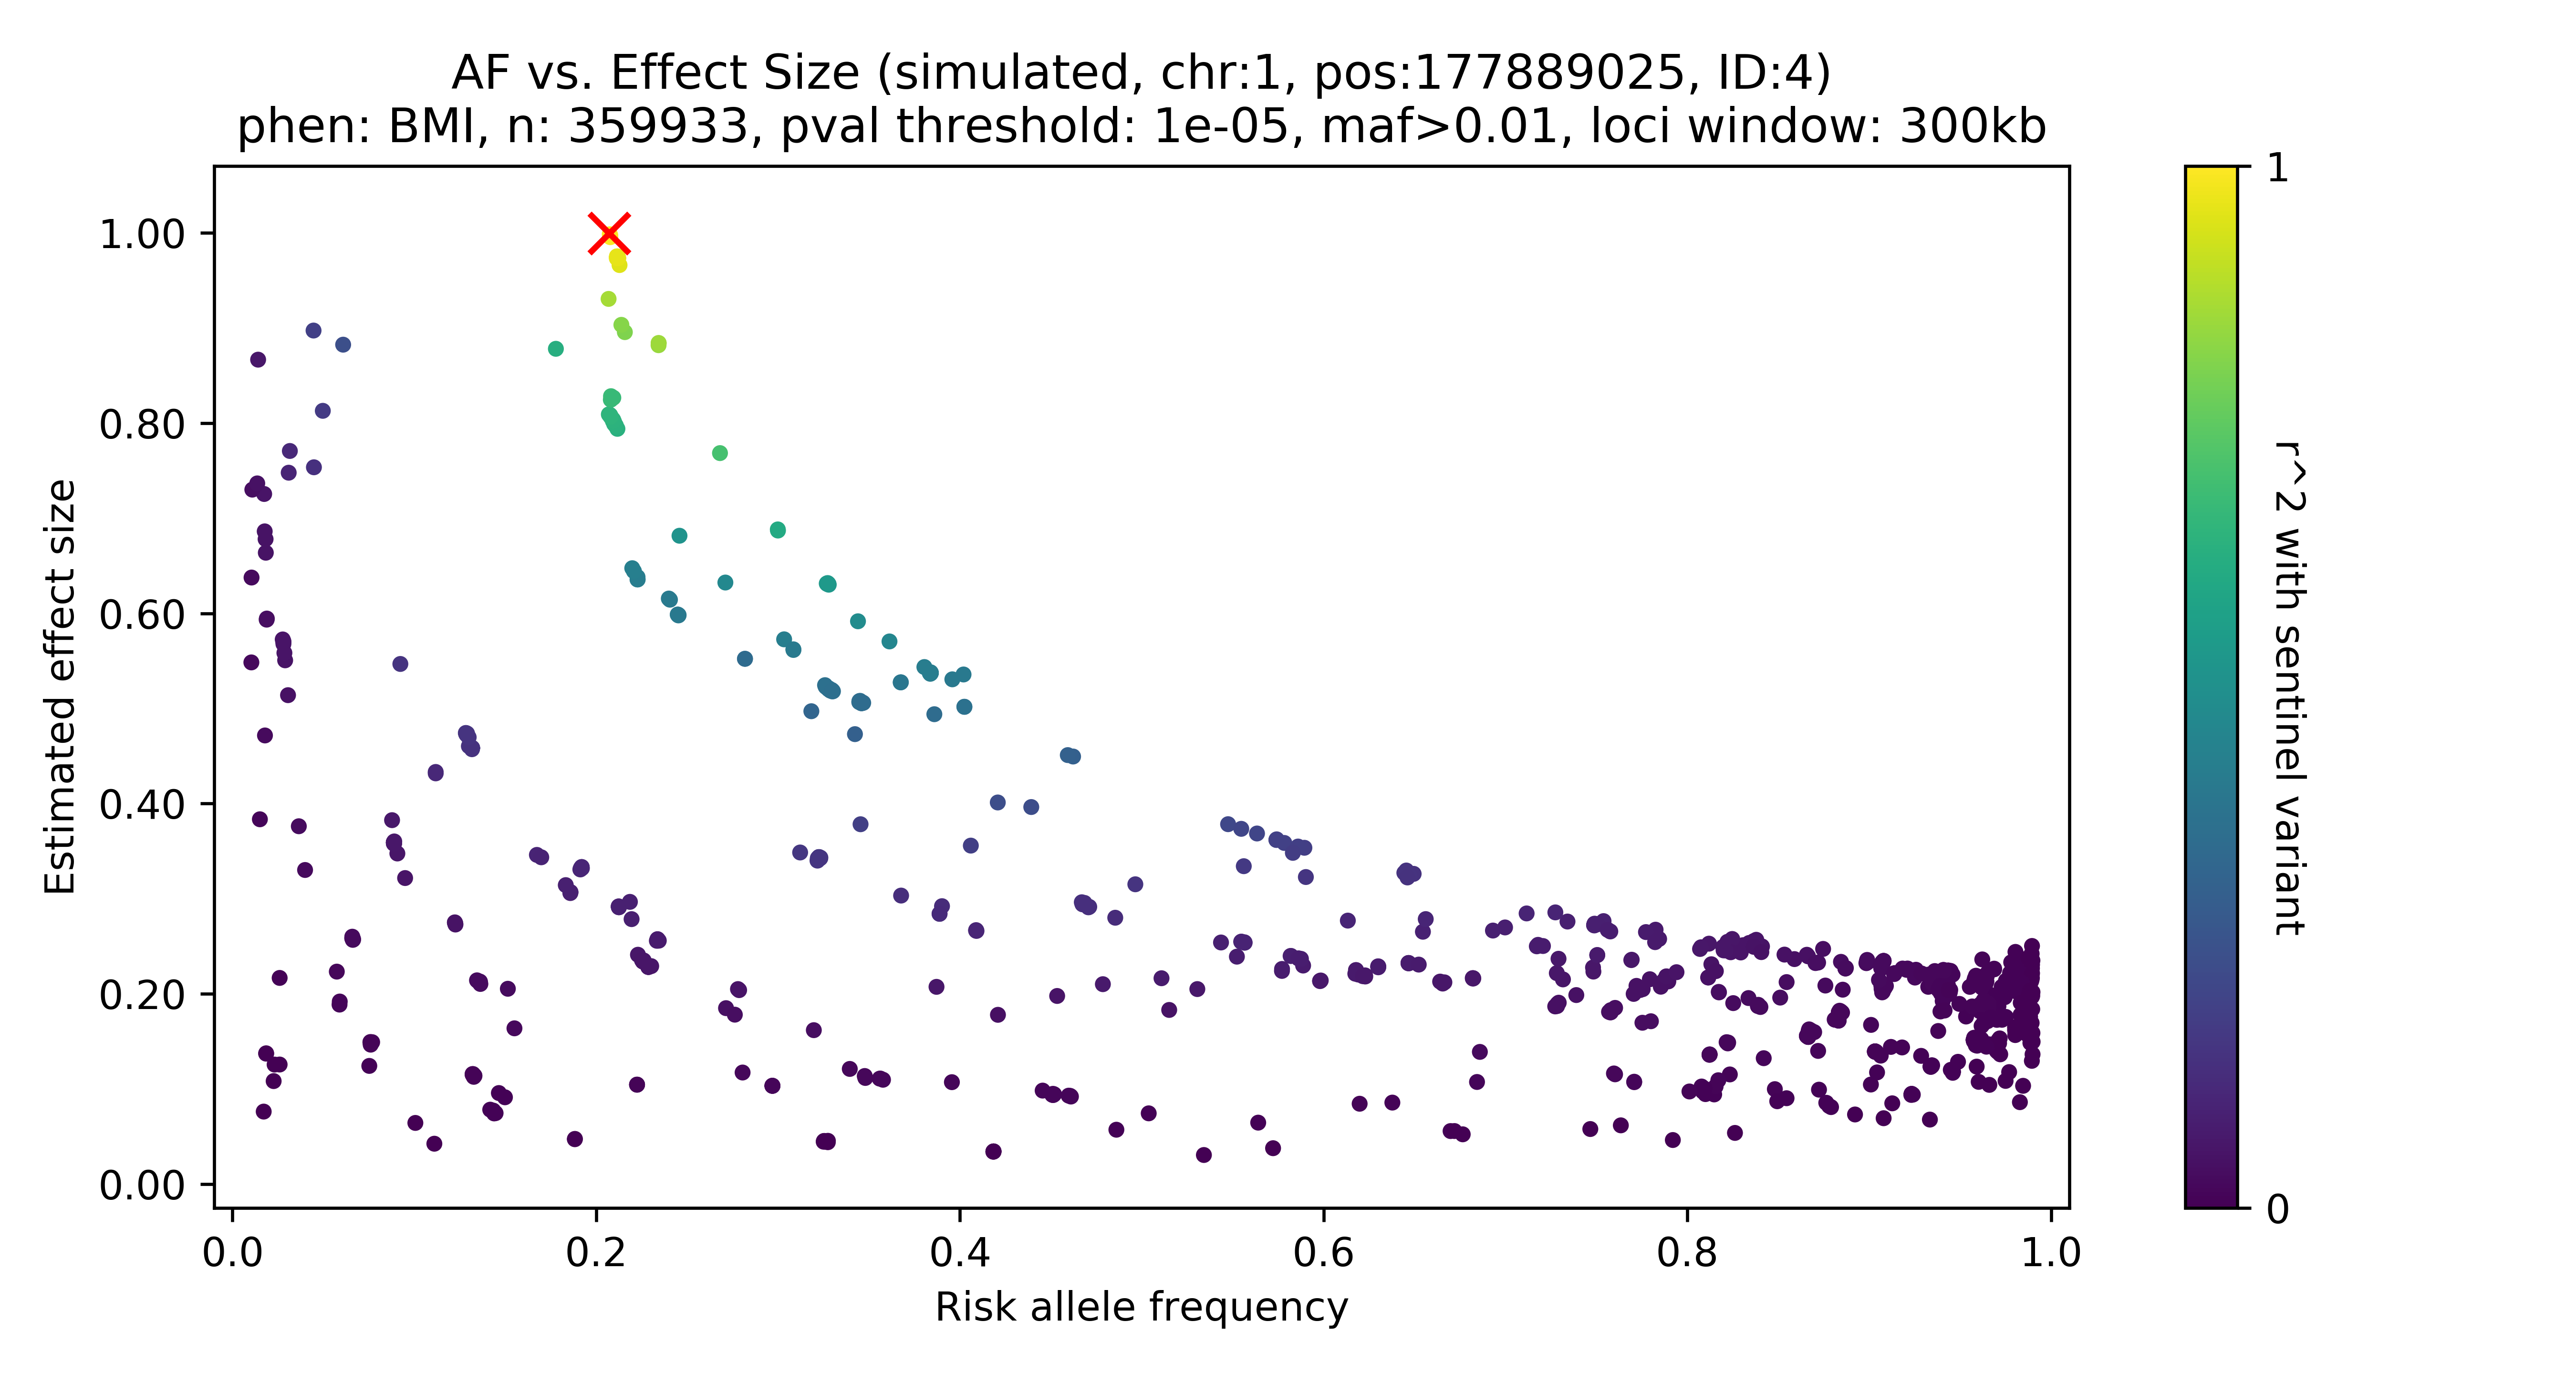 AF vs. Effect Size (simulated, chr:1, pos:177889025, ID:4)
phen: BMI, n: 359933, pval threshold: 1e-05, maf>0.01, loci window: 300kb
1.00
0.80
0.60
0.40
0.20
0.00
Estimated effect size
0.0
0.2
0.4
0.6
0.8
1.0
Risk allele frequency
1
0
r^2 with sentinel variant